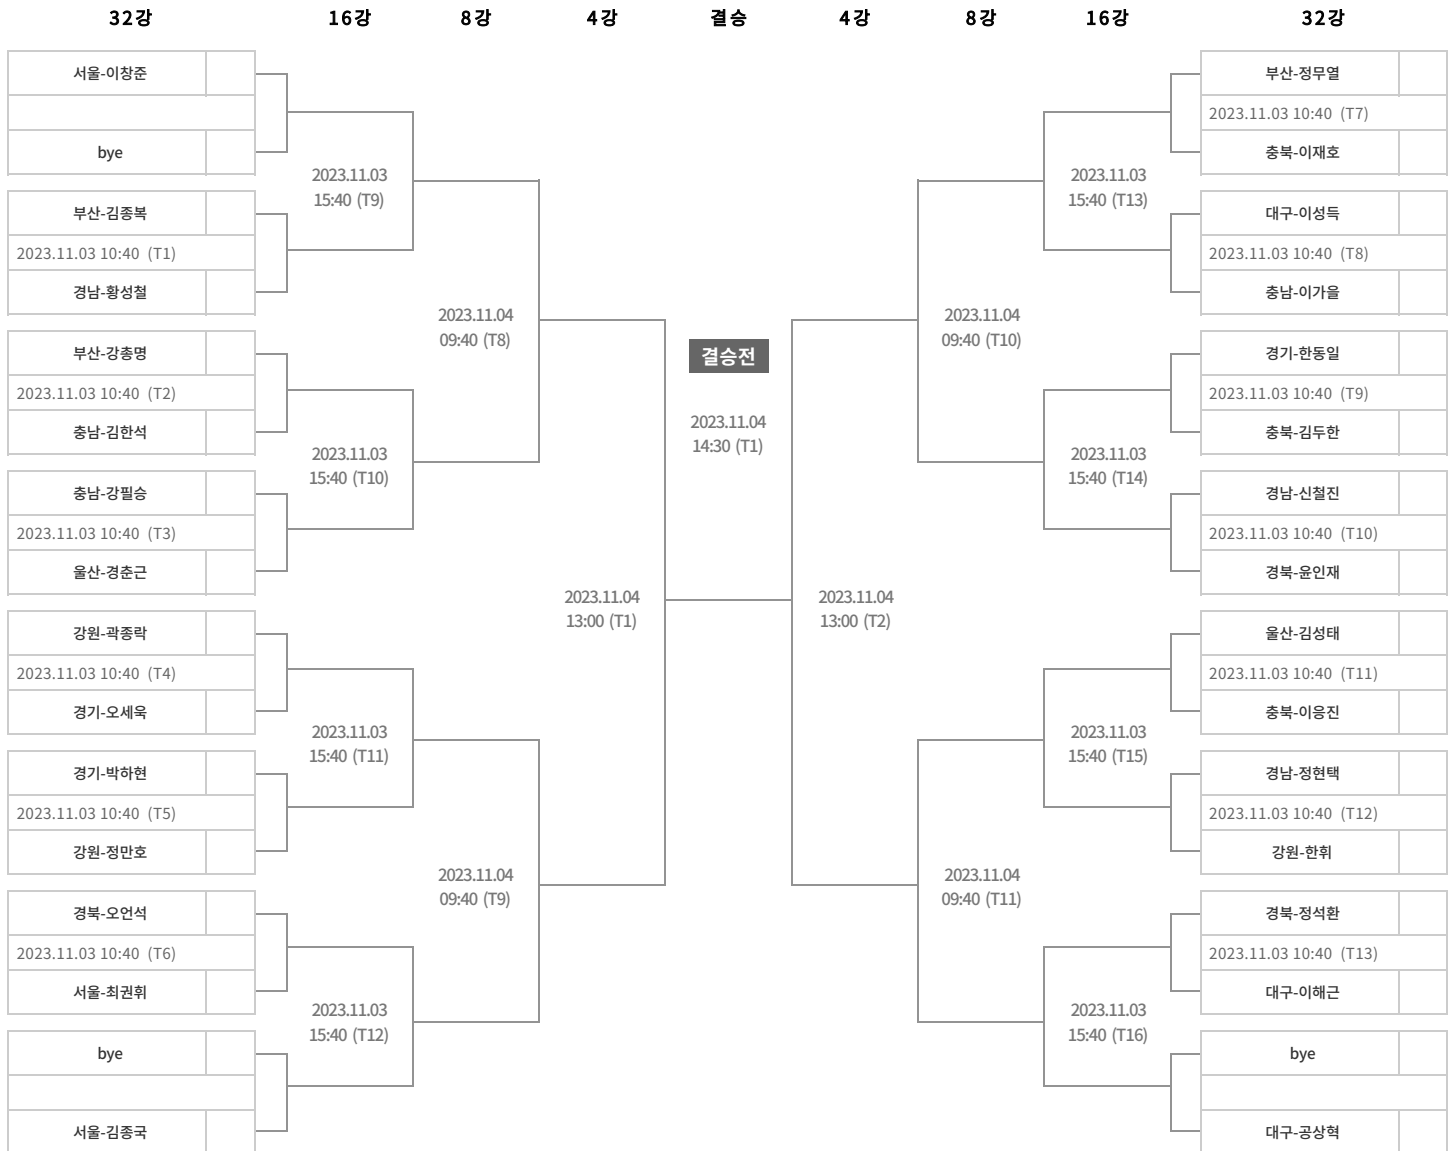 32강 16강 8강 4강 결승 4강 8강 16강 32강
서울-이창준
bye
부산-김종복
2023.11.03 10:40 (T1)
경남-황성철
부산-강총명
2023.11.03 10:40 (T2)
충남-김한석
충남-강필승
2023.11.03 10:40 (T3)
울산-경춘근
강원-곽종락
2023.11.03 10:40 (T4)
경기-오세욱
경기-박하현
2023.11.03 10:40 (T5)
강원-정만호
경북-오언석
2023.11.03 10:40 (T6)
서울-최권휘
bye
서울-김종국
2023.11.03
15:40 (T9)
2023.11.03
15:40 (T10)
2023.11.03
15:40 (T11)
2023.11.03
15:40 (T12)
2023.11.04
09:40 (T8)
2023.11.04
09:40 (T9)
2023.11.04
13:00 (T1)
결승전
2023.11.04
14:30 (T1)
2023.11.04
13:00 (T2)
2023.11.04
09:40 (T10)
2023.11.04
09:40 (T11)
2023.11.03
15:40 (T13)
2023.11.03
15:40 (T14)
2023.11.03
15:40 (T15)
2023.11.03
15:40 (T16)
부산-정무열
2023.11.03 10:40 (T7)
충북-이재호
대구-이성득
2023.11.03 10:40 (T8)
충남-이가을
경기-한동일
2023.11.03 10:40 (T9)
충북-김두한
경남-신철진
2023.11.03 10:40 (T10)
경북-윤인재
울산-김성태
2023.11.03 10:40 (T11)
충북-이응진
경남-정현택
2023.11.03 10:40 (T12)
강원-한휘
경북-정석환
2023.11.03 10:40 (T13)
대구-이해근
bye
대구-공상혁